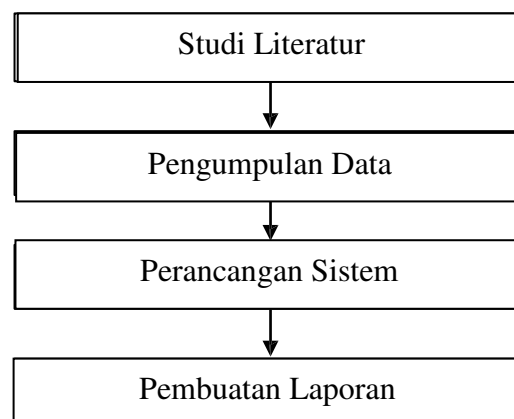 Studi Literatur
Pengumpulan Data
Perancangan Sistem
Pembuatan Laporan